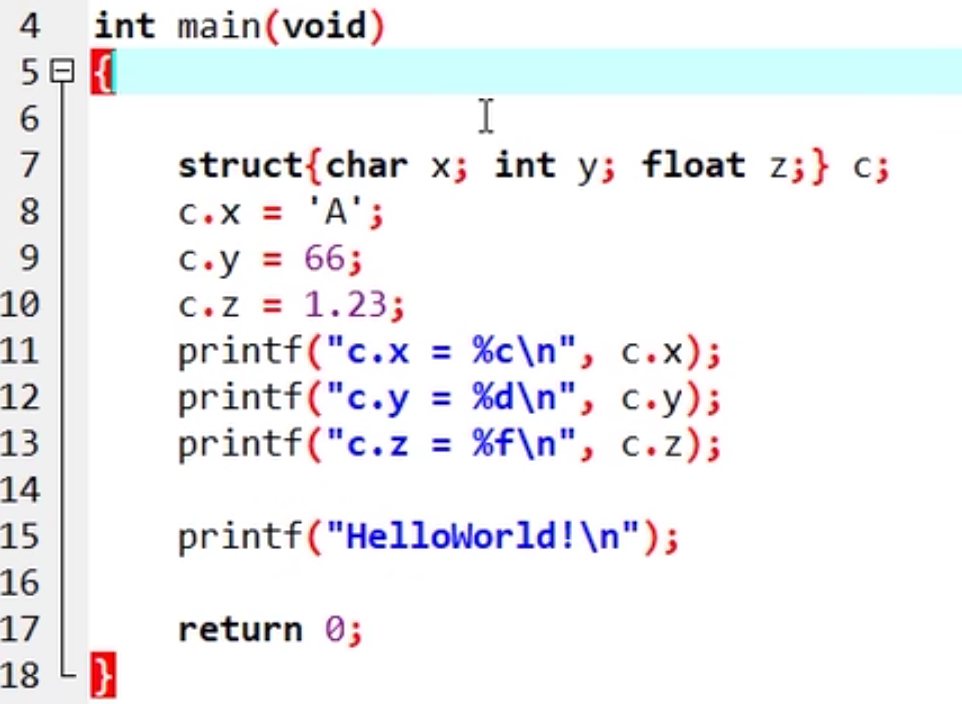 4 int main(void)
5 {
6
7 struct{char x; int y; float z;} c;
8 c.x = 'A';
9 c.y = 66;
10 c.z = 1.23;
11 printf("c.x = %c\n", c.x);
12 printf("c.y = %d\n", c.y);
13 printf("c.z = %f\n", c.z);
14
15 printf("HelloWorld!\n");
16
17 return 0;
18 }